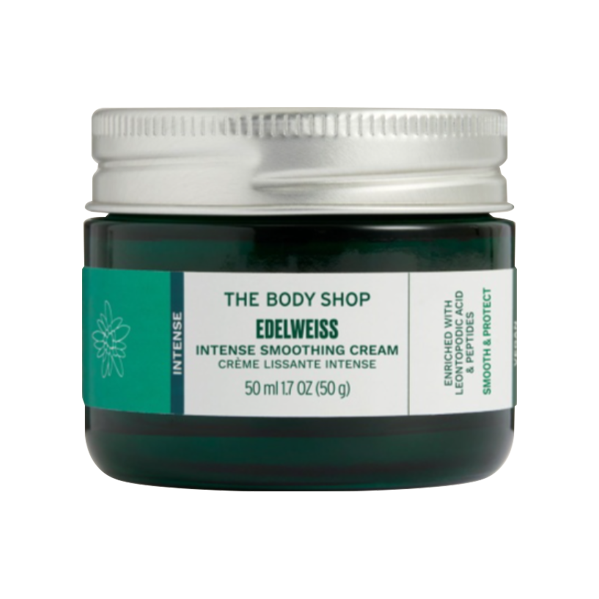 INTENSE
THE BODY SHOP
EDELWEISS
INTENSE SMOOTHING CREAM
CRÈME LISSANTE INTENSE
50 ml 1.7 OZ (50 g)
ENRICHED WITH
LEONTOPODIC ACID
& PEPTIDES
SMOOTH & PROTECT